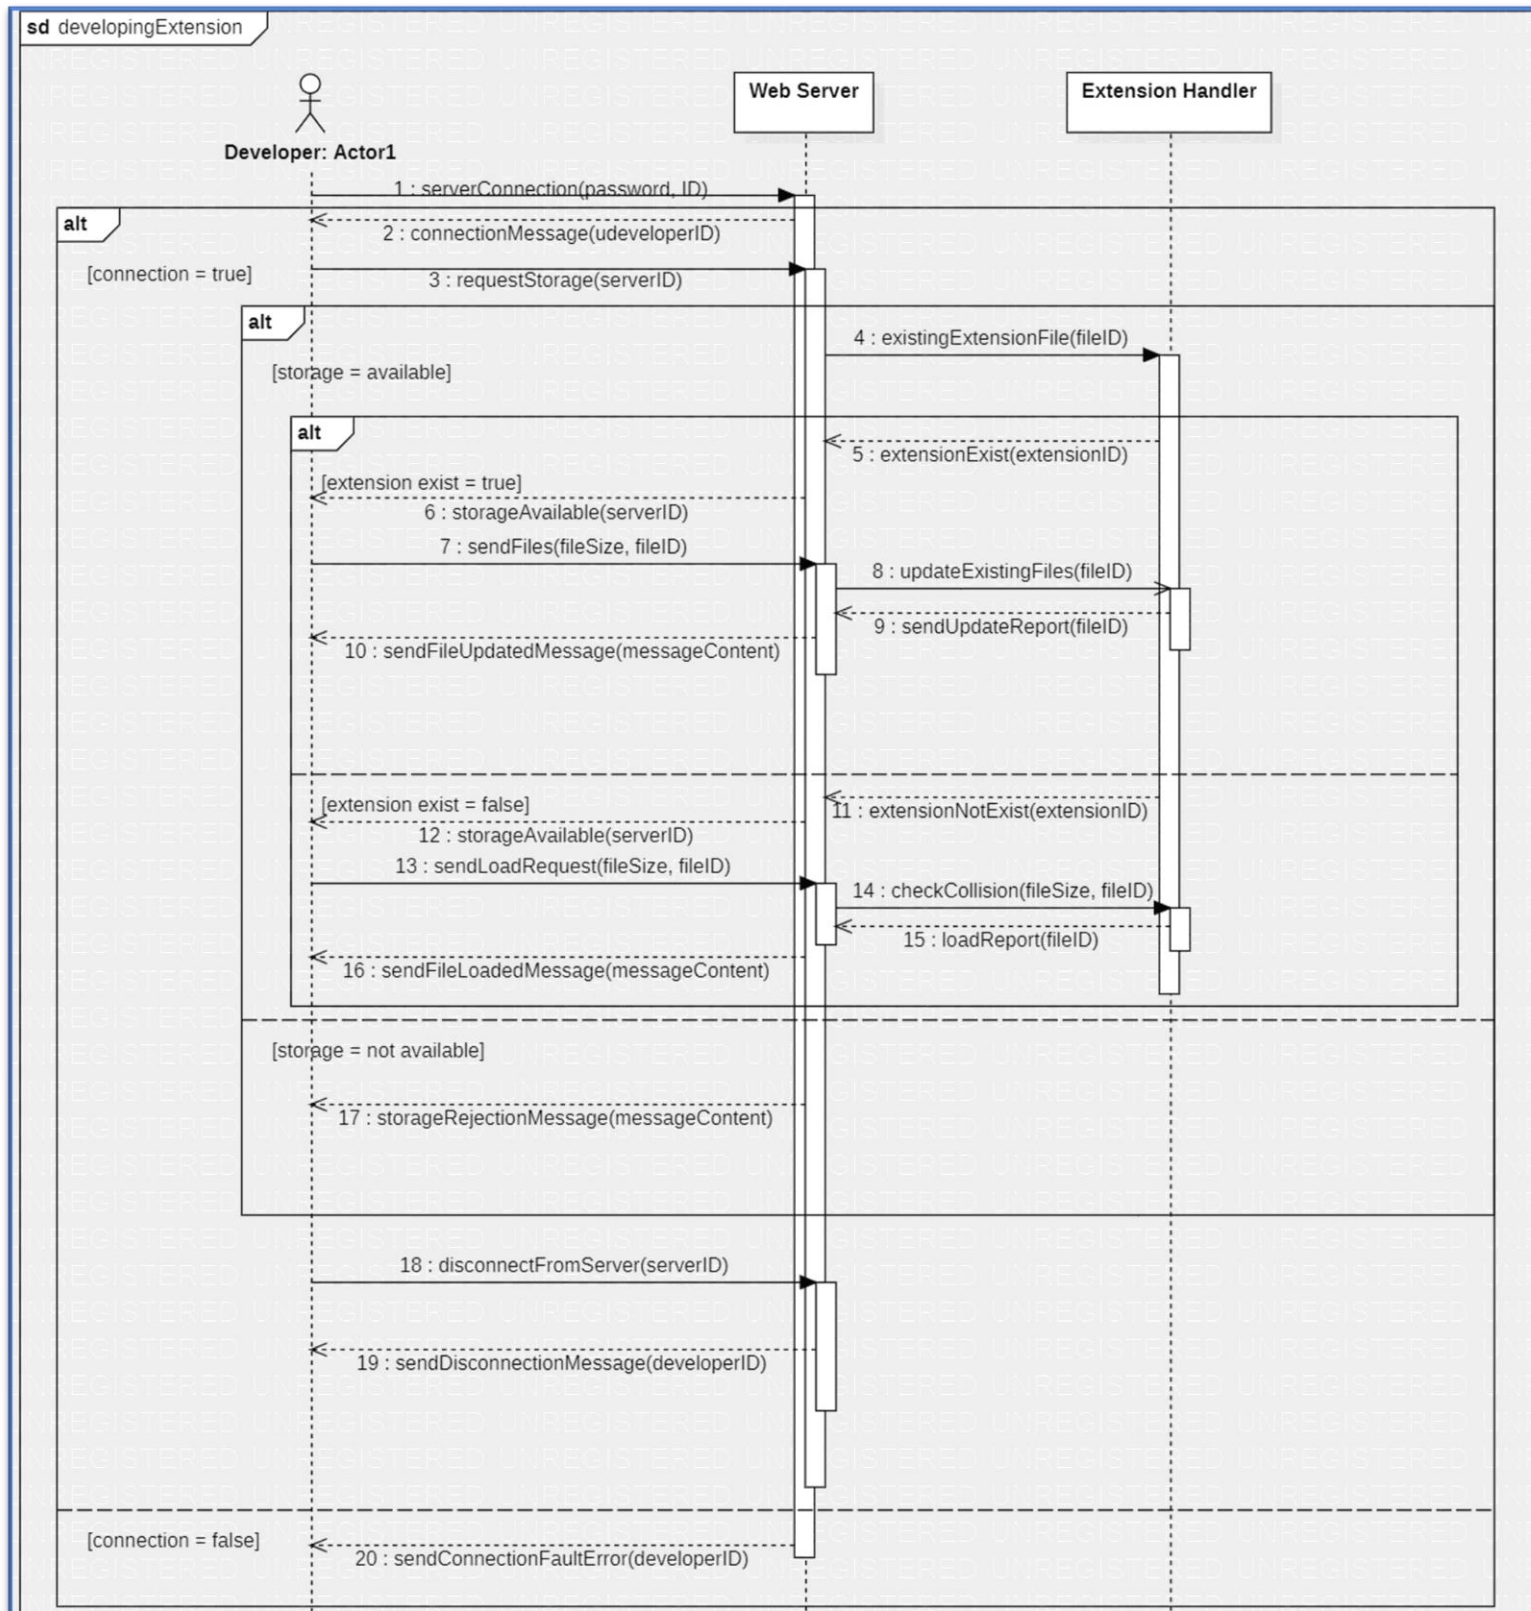 sd developingExtension
Web Server
Extension Handler
Developer: Actor1
1 : serverConnection(password, ID)
alt
2 : connectionMessage(udeveloperID)
[connection = true]
3 : requestStorage(serverID)
alt
4 : existingExtensionFile(fileID)
[storage = available]
alt
5 : extensionExist(extensionID)
[extension exist = true]
6 : storageAvailable(serverID)
7 : sendFiles(fileSize, fileID)
8 : updateExistingFiles(fileID)
9 : sendUpdateReport(fileID)
10 : sendFileUpdatedMessage(messageContent)
[extension exist = false]
11 : extensionNotExist(extensionID)
12 : storageAvailable(serverID)
13 : sendLoadRequest(fileSize, fileID)
14 : checkCollision(fileSize, fileID)
15 : loadReport(fileID)
16 : sendFileLoadedMessage(messageContent)
[storage = not available]
17 : storageRejectionMessage(messageContent)
18 : disconnectFromServer(serverID)
19 : sendDisconnectionMessage(developerID)
[connection = false]
20 : sendConnectionFaultError(developerID)
UNREGISTERED